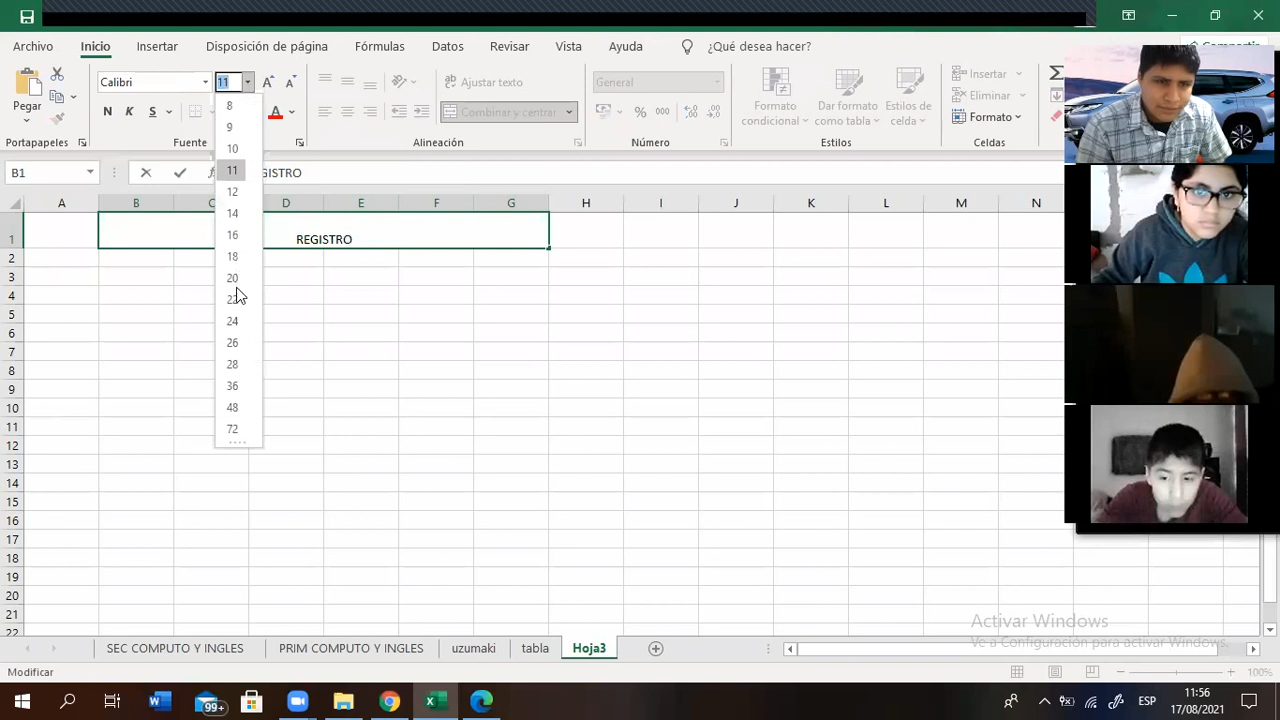 Archivo Inicio Insertar Disposición de página Fórmulas Datos Revisar Vista Ayuda ¿Qué desea hacer?
Pegar
Calibri 11
N K S
Ajustar texto
Combinar y centrar
General
Formato condicional
Dar formato como tabla
Estilos de celda
Insertar
Eliminar
Formato
Portapapeles Fuente Alineación Número Estilos Celdas
8
9
10
11
12
14
16
18
20
24
26
28
36
48
72
B1 GISTRO
A B D E F G H I J K L M N
1 REGISTRO
2
3
4
5
6
7
8
9
10
11
12
13
14
15
16
17
18
19
20
21
22
Activar Windows
Ve a Configuración para activar Windows.
SEC COMPUTO Y INGLES PRIM COMPUTO Y INGLES uzumaki tabla Hoja3
Modificar 100%
99+ ESP 11:56
17/08/2021